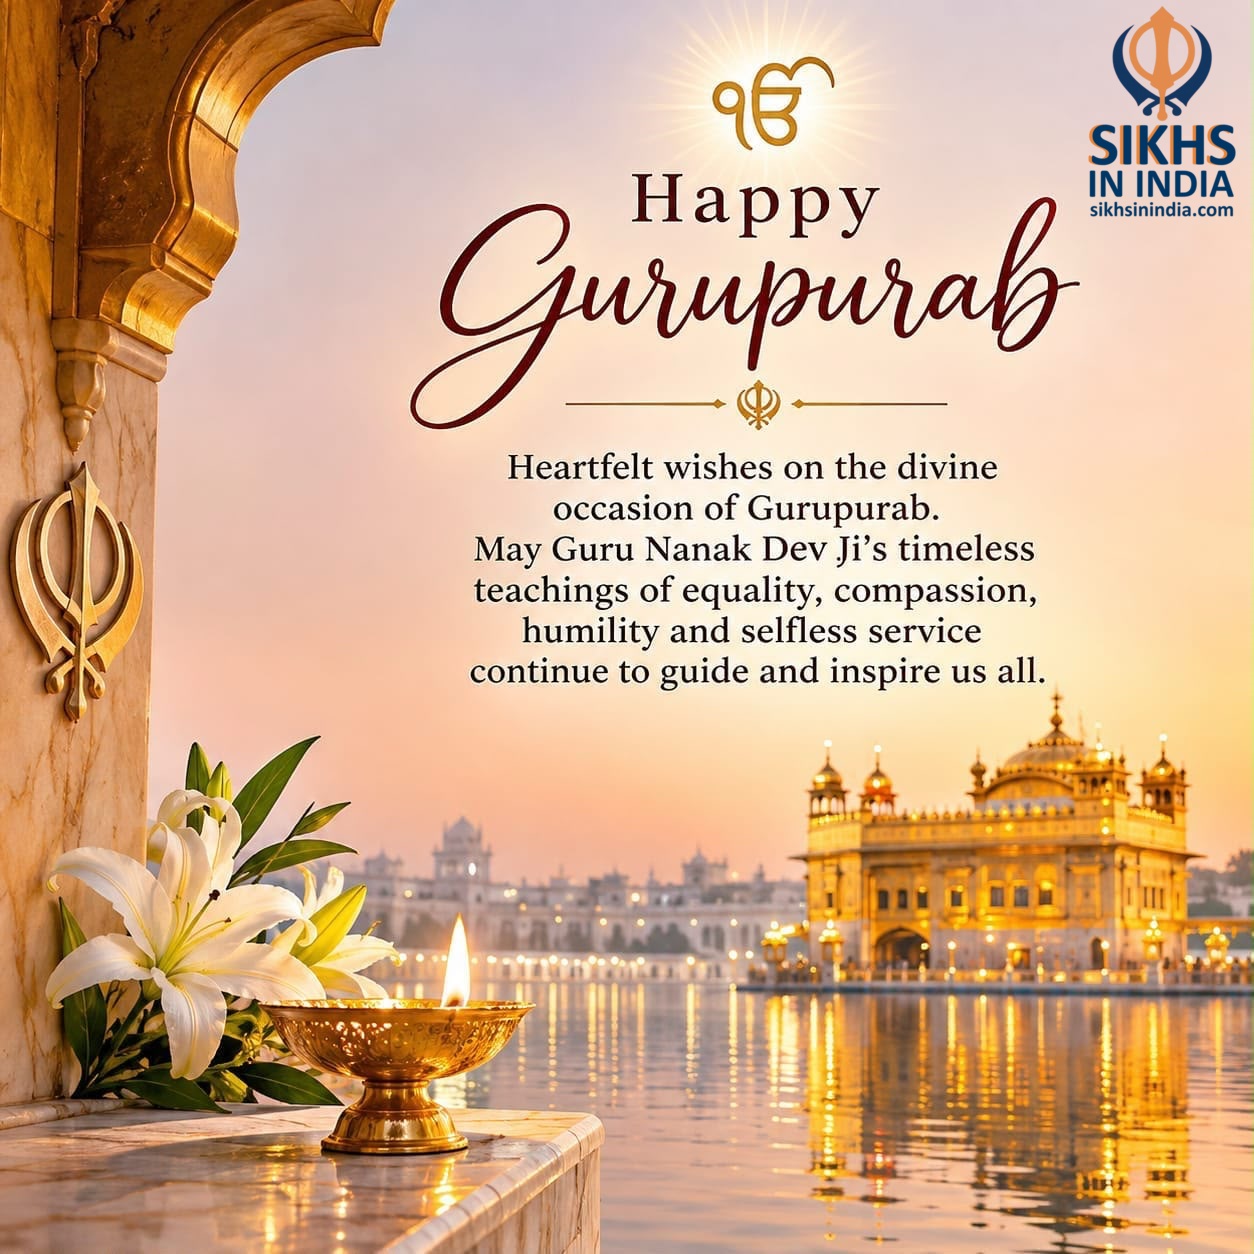 ੴ
SIKHS
IN INDIA
sikhsinindia.com
Happy
Gurupurab
Heartfelt wishes on the divine
occasion of Gurupurab.
May Guru Nanak Dev Ji’s timeless
teachings of equality, compassion,
humility and selfless service
continue to guide and inspire us all.